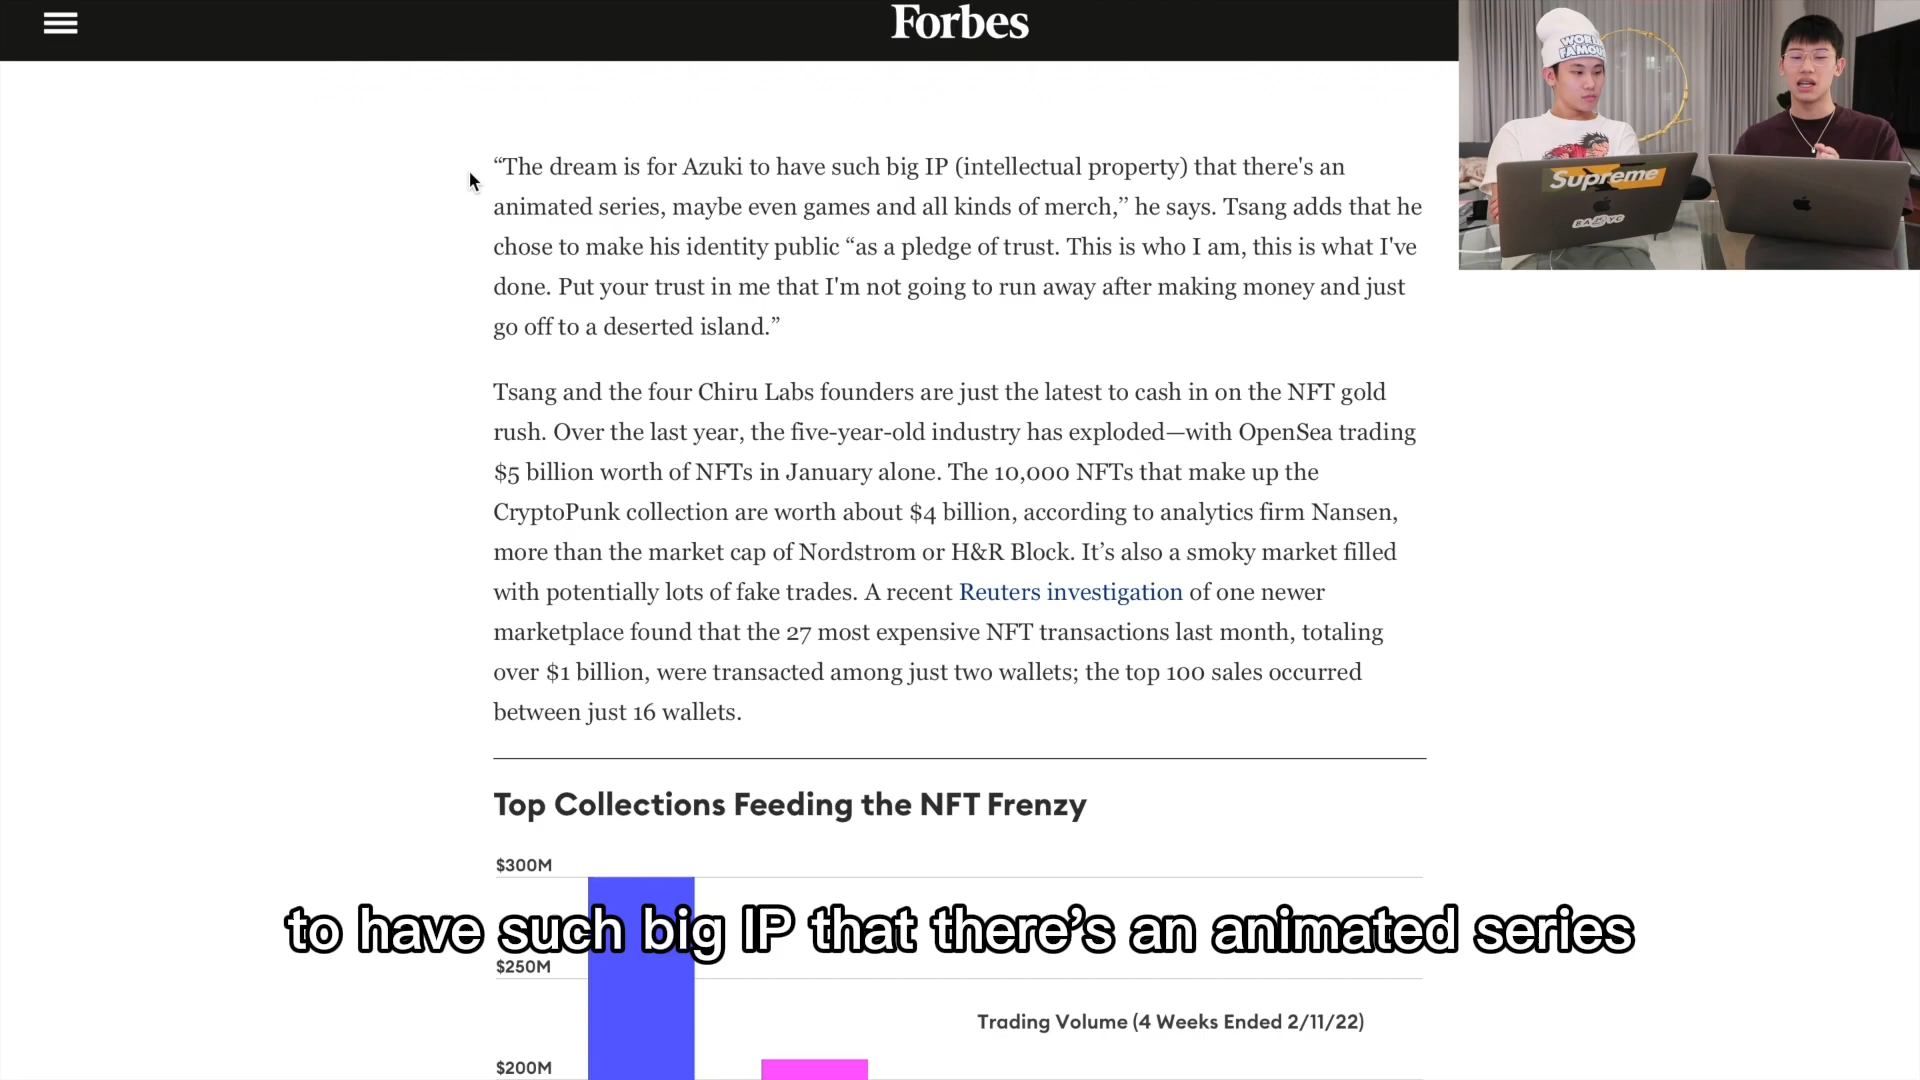 Forbes
WORLD
FAMOUS
Supreme
“The dream is for Azuki to have such big IP (intellectual property) that there's an
animated series, maybe even games and all kinds of merch,” he says. Tsang adds that he
chose to make his identity public “as a pledge of trust. This is who I am, this is what I've
done. Put your trust in me that I'm not going to run away after making money and just
go off to a deserted island.”
Tsang and the four Chiru Labs founders are just the latest to cash in on the NFT gold
rush. Over the last year, the five-year-old industry has exploded—with OpenSea trading
$5 billion worth of NFTs in January alone. The 10,000 NFTs that make up the
CryptoPunk collection are worth about $4 billion, according to analytics firm Nansen,
more than the market cap of Nordstrom or H&R Block. It’s also a smoky market filled
with potentially lots of fake trades. A recent Reuters investigation of one newer
marketplace found that the 27 most expensive NFT transactions last month, totaling
over $1 billion, were transacted among just two wallets; the top 100 sales occurred
between just 16 wallets.
Top Collections Feeding the NFT Frenzy
$300M
to have such big IP that there’s an animated series
$250M
Trading Volume (4 Weeks Ended 2/11/22)
$200M